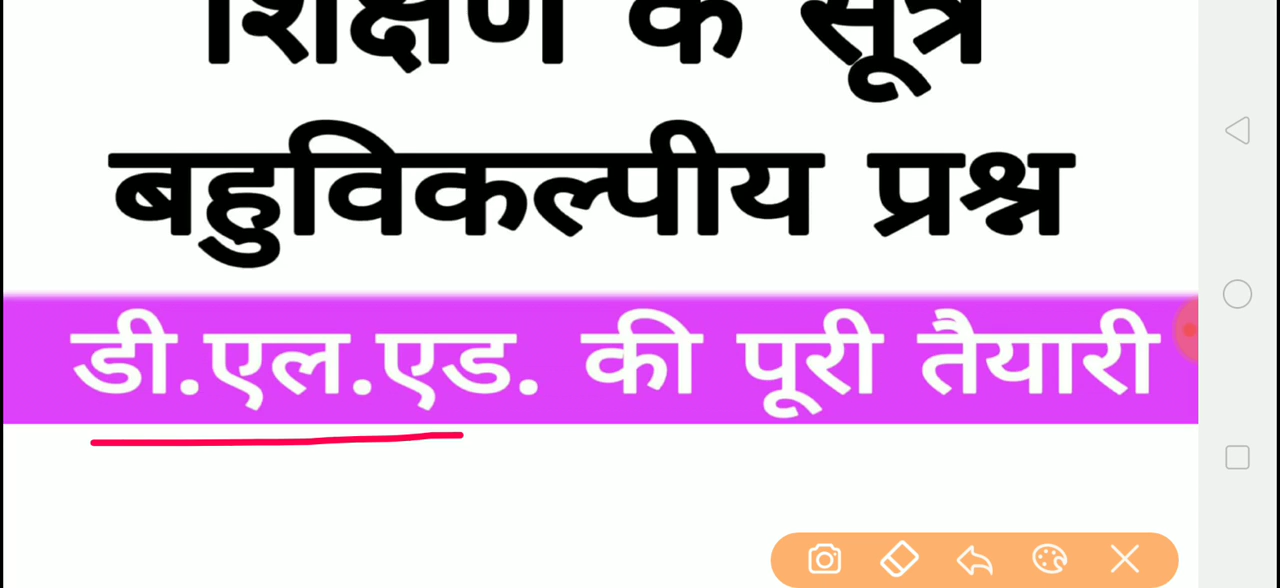 शिक्षण के सूत्र
बहुविकल्पीय प्रश्न
डी.एल.एड. की पूरी तैयारी